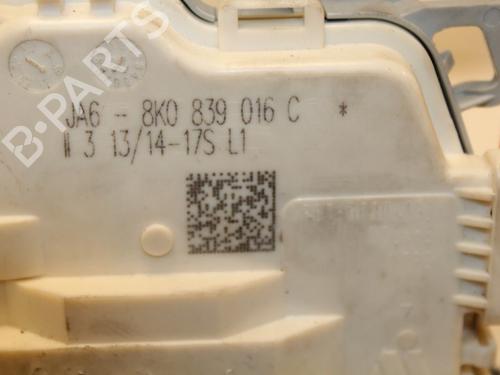 B-PARTS
JA6 - 8K0 839 016 C *
II 3 13/14-17S L1